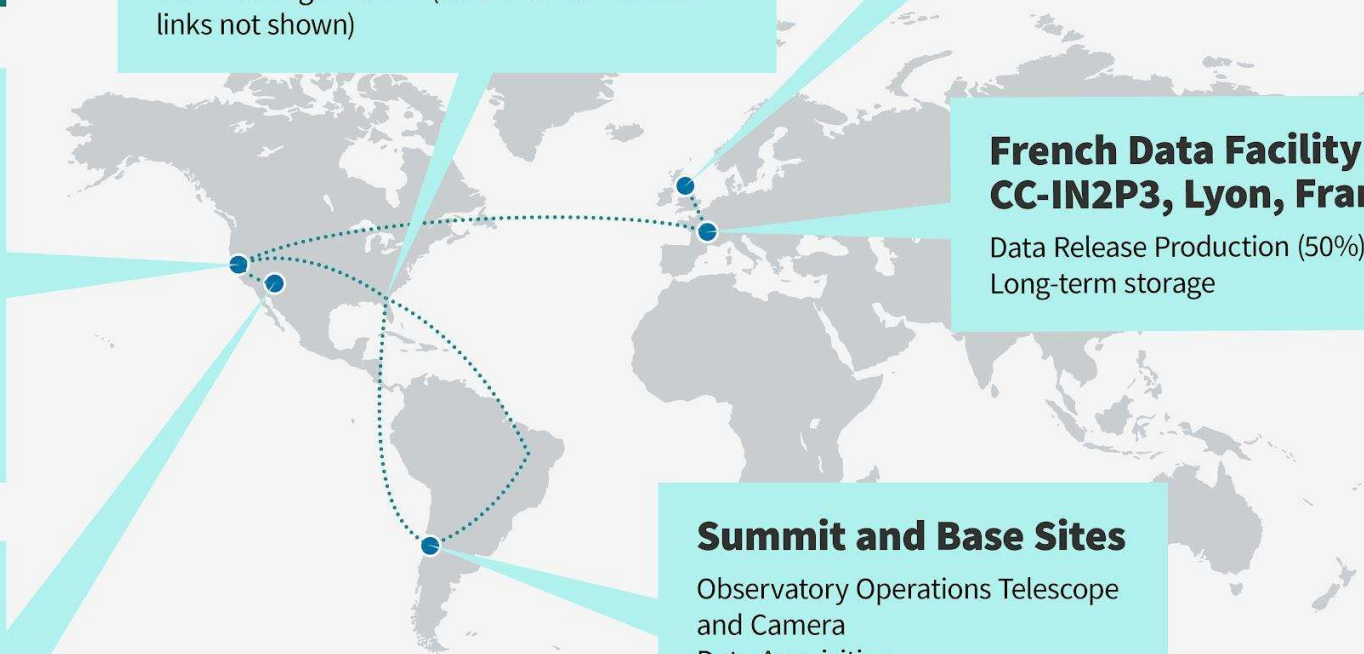 links not shown)
French Data Facility
CC-IN2P3, Lyon,
Data Release Production (50%)
Long-term storage
Summit and Base Sites
Observatory Operations Telescope
and Camera